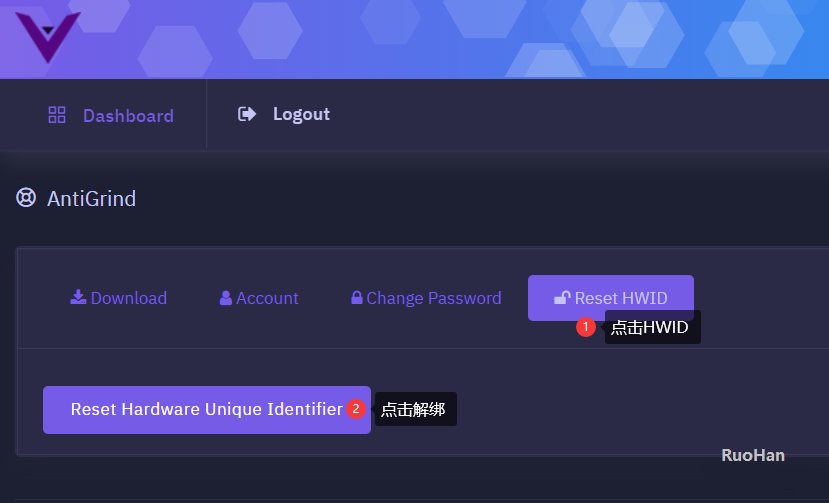 Dashboard
Logout
AntiGrind
Download
Account
Change Password
Reset HWID
1 点击HWID
Reset Hardware Unique Identifier 2 点击解绑
RuoHan